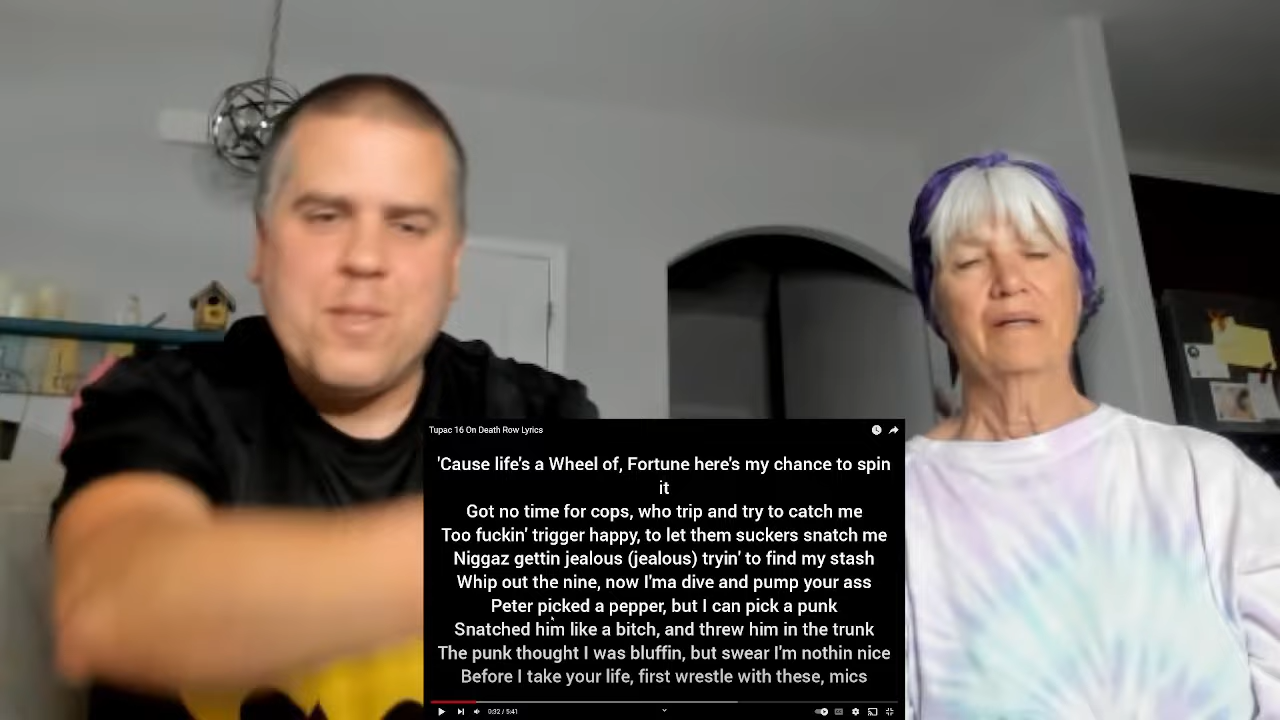 Tupac 16 On Death Row Lyrics
'Cause life's a Wheel of, Fortune here's my chance to spin
it
Got no time for cops, who trip and try to catch me
Too fuckin' trigger happy, to let them suckers snatch me
Niggaz gettin jealous (jealous) tryin' to find my stash
Whip out the nine, now I'ma dive and pump your ass
Peter picked a pepper, but I can pick a punk
Snatched him like a bitch, and threw him in the trunk
The punk thought I was bluffin, but swear I'm nothin nice
Before I take your life, first wrestle with these, mics
0:32 / 5:41